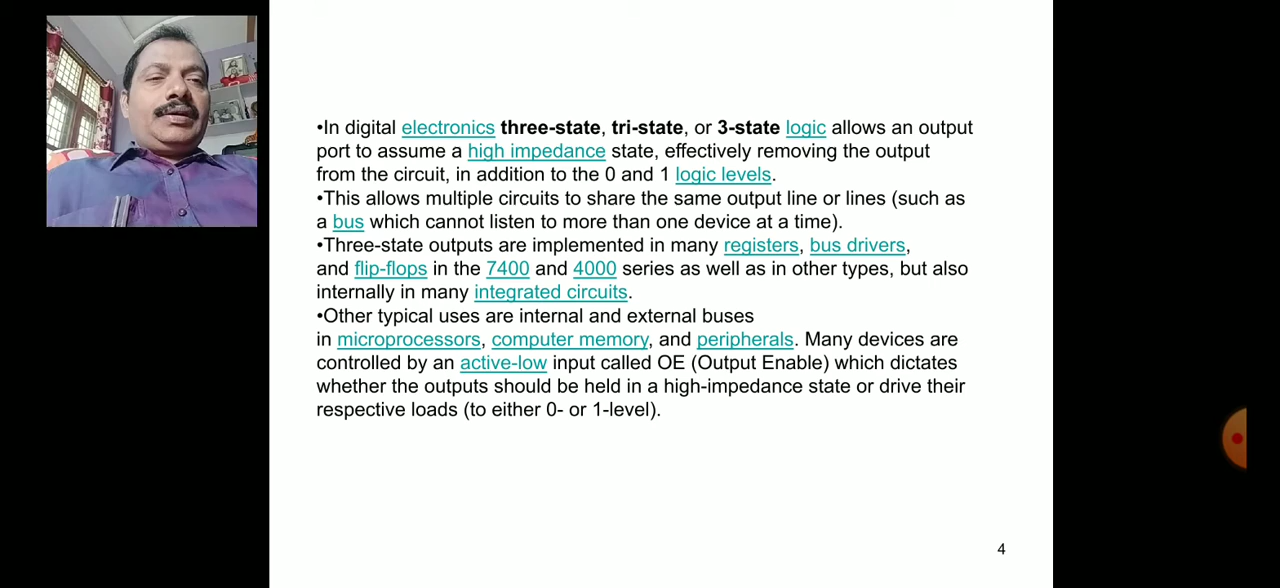 •In digital electronics three-state, tri-state, or 3-state logic allows an output
port to assume a high impedance state, effectively removing the output
from the circuit, in addition to the 0 and 1 logic levels.
•This allows multiple circuits to share the same output line or lines (such as
a bus which cannot listen to more than one device at a time).
•Three-state outputs are implemented in many registers, bus drivers,
and flip-flops in the 7400 and 4000 series as well as in other types, but also
internally in many integrated circuits.
•Other typical uses are internal and external buses
in microprocessors, computer memory, and peripherals. Many devices are
controlled by an active-low input called OE (Output Enable) which dictates
whether the outputs should be held in a high-impedance state or drive their
respective loads (to either 0- or 1-level).
4